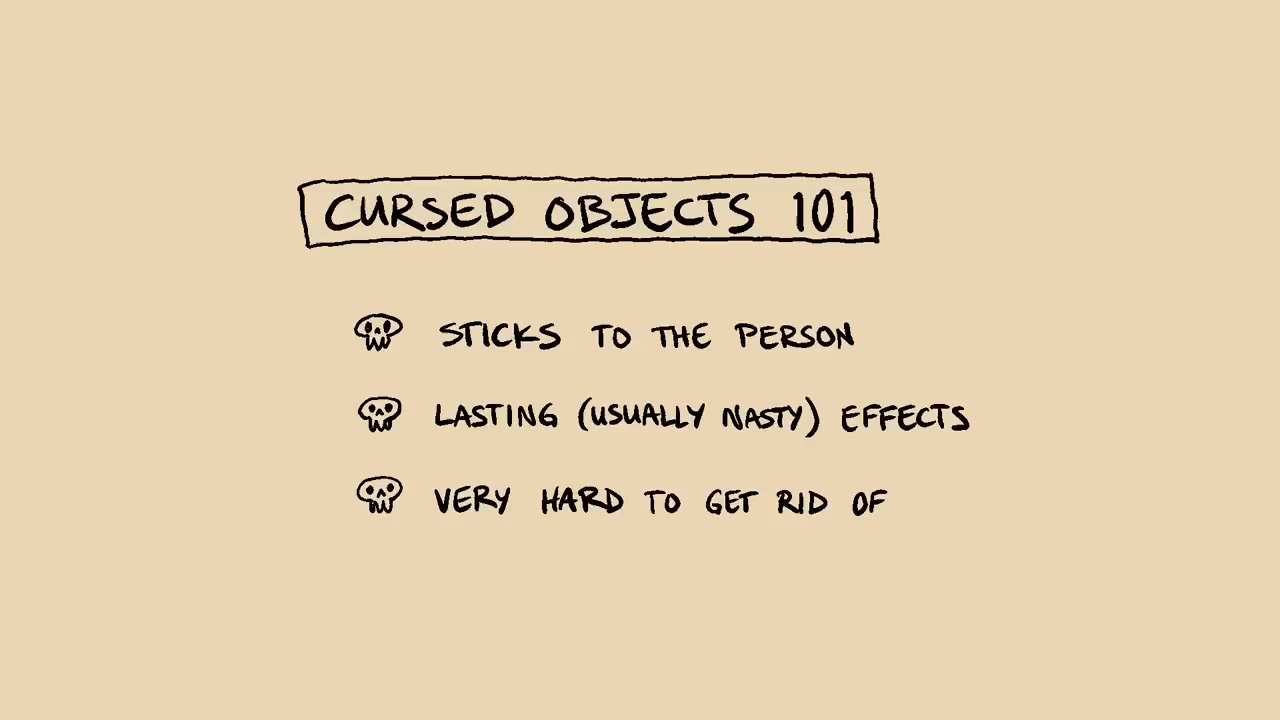 CURSED OBJECTS 101
STICKS TO THE PERSON
LASTING (USUALLY NASTY) EFFECTS
VERY HARD TO GET RID OF